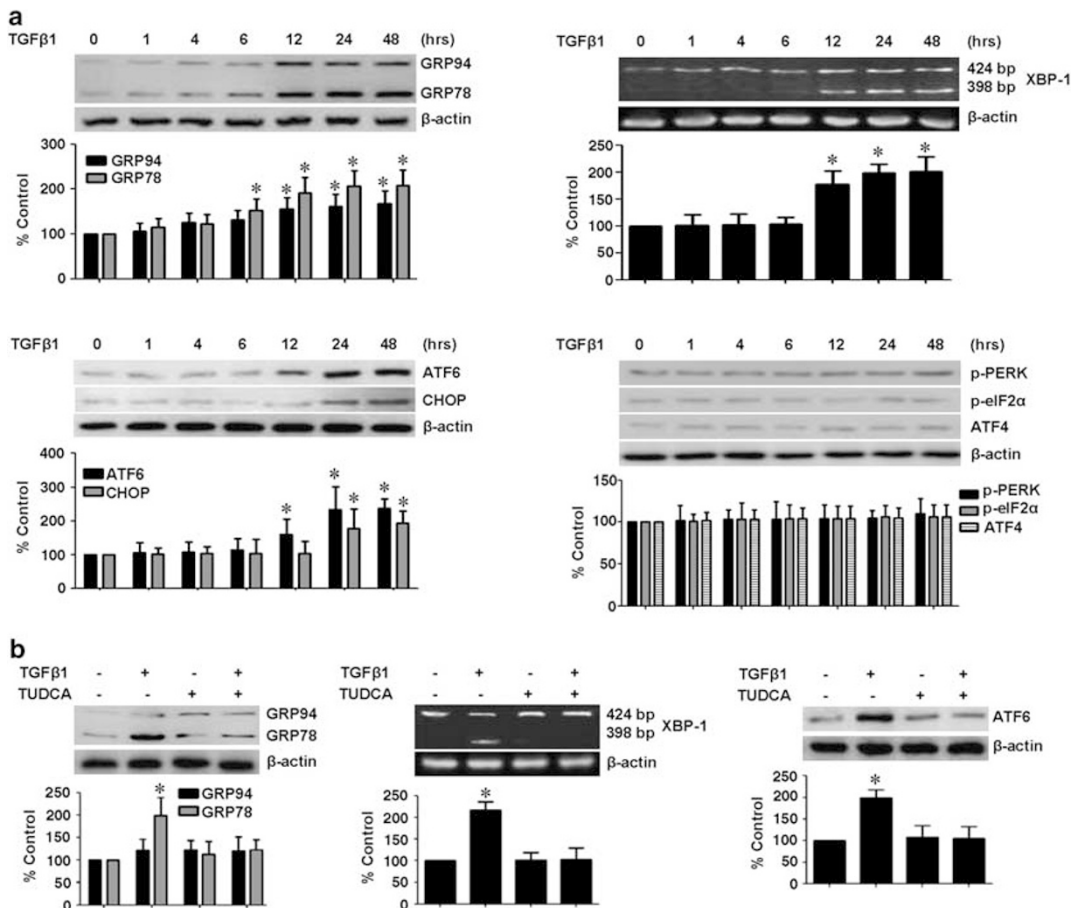 a
TGFβ1 0 1 4 6 12 24 48 (hrs)
GRP94
GRP78
β-actin
300
200
100
0
% Control
GRP94
GRP78
* * * * * * *
TGFβ1 0 1 4 6 12 24 48 (hrs)
424 bp
398 bp
XBP-1
β-actin
250
200
150
100
50
0
% Control
* * *
TGFβ1 0 1 4 6 12 24 48 (hrs)
ATF6
CHOP
β-actin
400
300
200
100
0
% Control
ATF6
CHOP
* * * * *
TGFβ1 0 1 4 6 12 24 48 (hrs)
p-PERK
p-eIF2α
ATF4
β-actin
150
100
50
0
% Control
p-PERK
p-eIF2α
ATF4
b
TGFβ1 - + - +
TUDCA - - + +
GRP94
GRP78
β-actin
250
200
150
100
50
0
% Control
GRP94
GRP78
*
TGFβ1 - + - +
TUDCA - - + +
424 bp
398 bp
XBP-1
β-actin
250
200
150
100
50
0
% Control
*
TGFβ1 - + - +
TUDCA - - + +
ATF6
β-actin
250
200
150
100
50
0
% Control
*